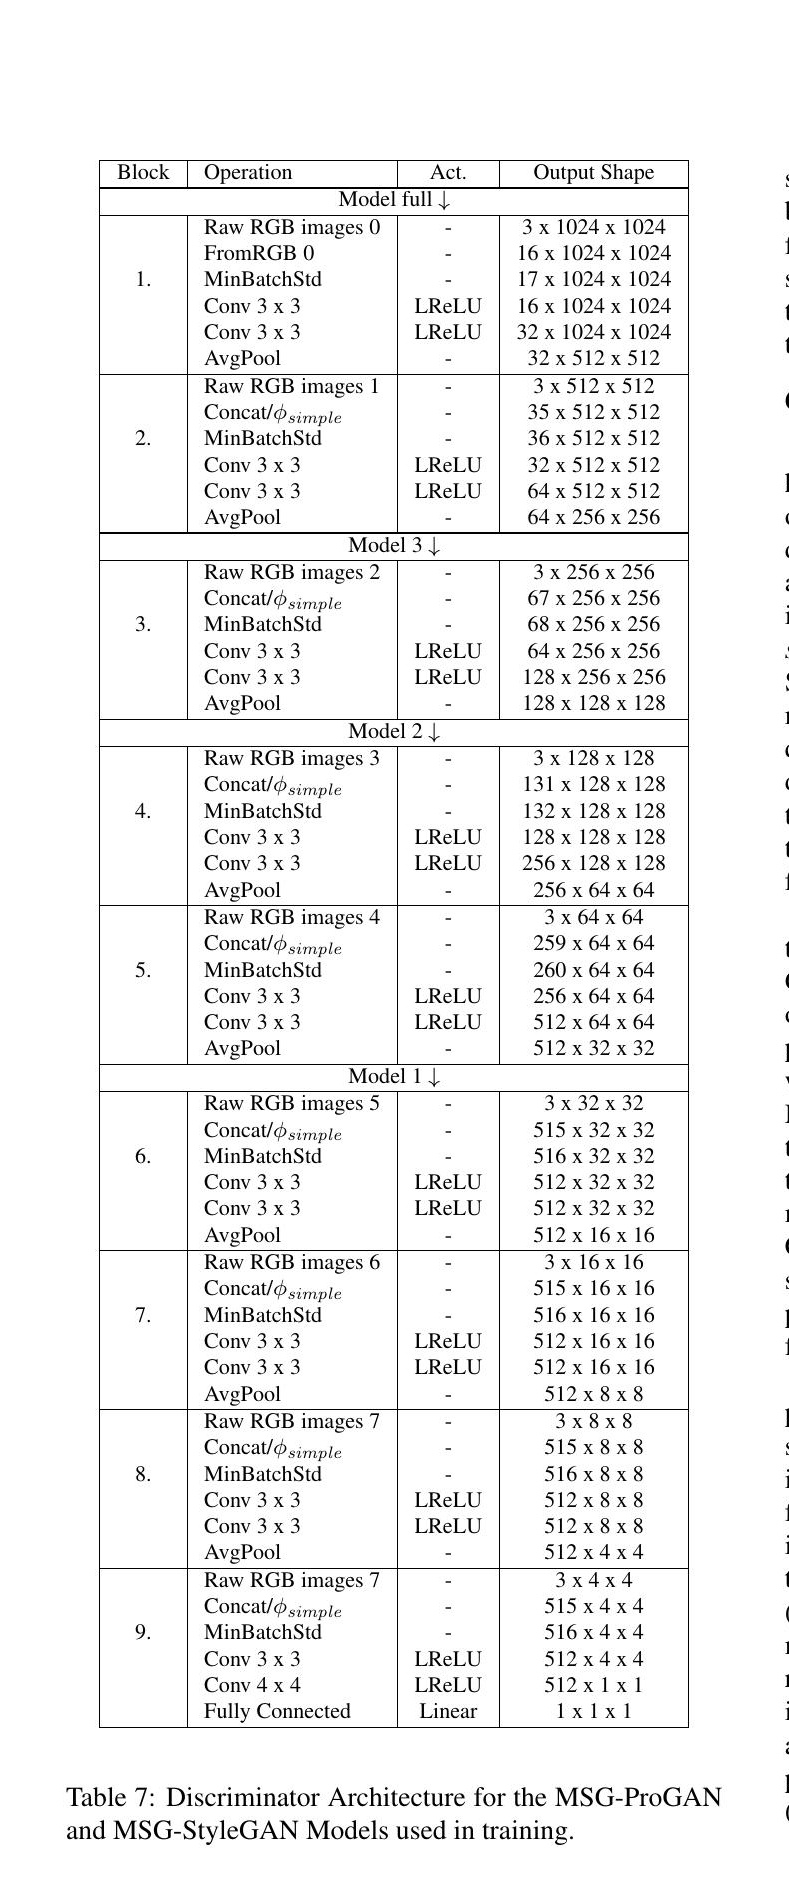 Block Operation Act. Output Shape
Model full ↓
Raw RGB images 0 - 3 x 1024 x 1024
FromRGB 0 - 16 x 1024 x 1024
1. MinBatchStd - 17 x 1024 x 1024
Conv 3 x 3 LReLU 16 x 1024 x 1024
Conv 3 x 3 LReLU 32 x 1024 x 1024
AvgPool - 32 x 512 x 512
Raw RGB images 1 - 3 x 512 x 512
Concat/ϕsimple - 35 x 512 x 512
2. MinBatchStd - 36 x 512 x 512
Conv 3 x 3 LReLU 32 x 512 x 512
Conv 3 x 3 LReLU 64 x 512 x 512
AvgPool - 64 x 256 x 256
Model 3 ↓
Raw RGB images 2 - 3 x 256 x 256
Concat/ϕsimple - 67 x 256 x 256
3. MinBatchStd - 68 x 256 x 256
Conv 3 x 3 LReLU 64 x 256 x 256
Conv 3 x 3 LReLU 128 x 256 x 256
AvgPool - 128 x 128 x 128
Model 2 ↓
Raw RGB images 3 - 3 x 128 x 128
Concat/ϕsimple - 131 x 128 x 128
4. MinBatchStd - 132 x 128 x 128
Conv 3 x 3 LReLU 128 x 128 x 128
Conv 3 x 3 LReLU 256 x 128 x 128
AvgPool - 256 x 64 x 64
Raw RGB images 4 - 3 x 64 x 64
Concat/ϕsimple - 259 x 64 x 64
5. MinBatchStd - 260 x 64 x 64
Conv 3 x 3 LReLU 256 x 64 x 64
Conv 3 x 3 LReLU 512 x 64 x 64
AvgPool - 512 x 32 x 32
Model 1 ↓
Raw RGB images 5 - 3 x 32 x 32
Concat/ϕsimple - 515 x 32 x 32
6. MinBatchStd - 516 x 32 x 32
Conv 3 x 3 LReLU 512 x 32 x 32
Conv 3 x 3 LReLU 512 x 32 x 32
AvgPool - 512 x 16 x 16
Raw RGB images 6 - 3 x 16 x 16
Concat/ϕsimple - 515 x 16 x 16
7. MinBatchStd - 516 x 16 x 16
Conv 3 x 3 LReLU 512 x 16 x 16
Conv 3 x 3 LReLU 512 x 16 x 16
AvgPool - 512 x 8 x 8
Raw RGB images 7 - 3 x 8 x 8
Concat/ϕsimple - 515 x 8 x 8
8. MinBatchStd - 516 x 8 x 8
Conv 3 x 3 LReLU 512 x 8 x 8
Conv 3 x 3 LReLU 512 x 8 x 8
AvgPool - 512 x 4 x 4
Raw RGB images 7 - 3 x 4 x 4
Concat/ϕsimple - 515 x 4 x 4
9. MinBatchStd - 516 x 4 x 4
Conv 3 x 3 LReLU 512 x 4 x 4
Conv 4 x 4 LReLU 512 x 1 x 1
Fully Connected Linear 1 x 1 x 1
Table 7: Discriminator Architecture for the MSG-ProGAN
and MSG-StyleGAN Models used in training.